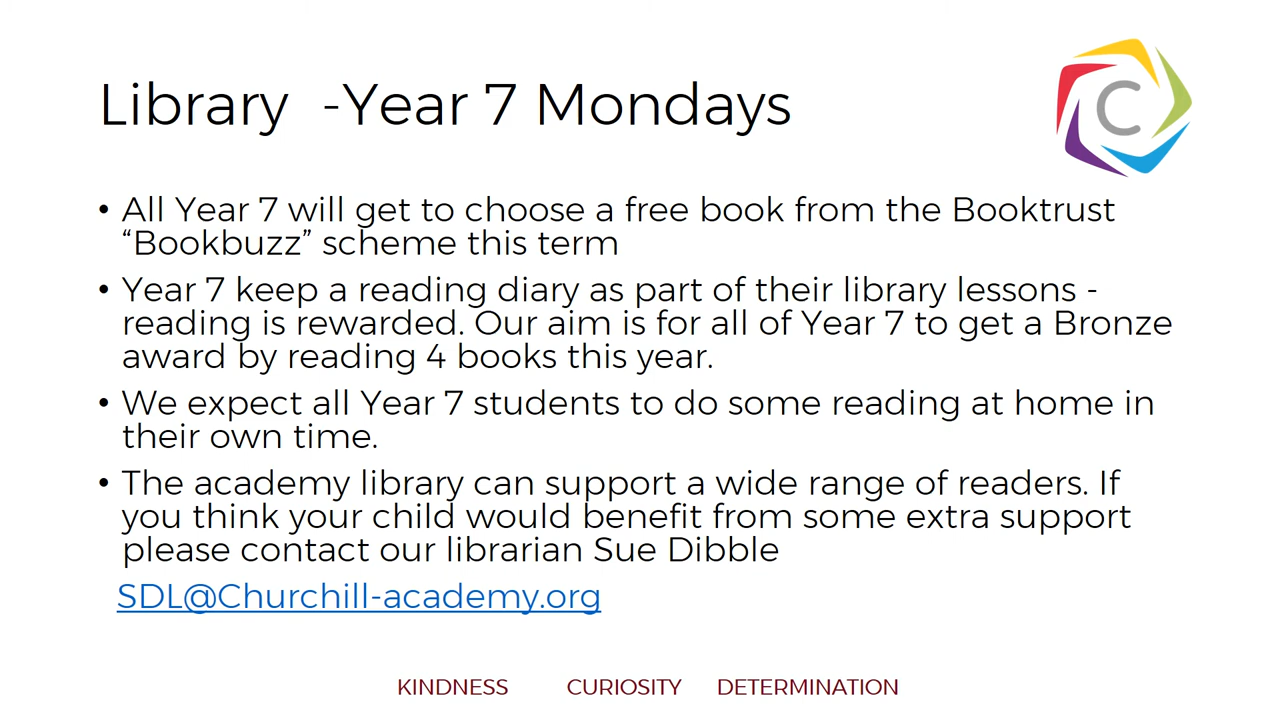 Library -Year 7 Mondays
C
• All Year 7 will get to choose a free book from the Booktrust
“Bookbuzz” scheme this term
• Year 7 keep a reading diary as part of their library lessons -
reading is rewarded. Our aim is for all of Year 7 to get a Bronze
award by reading 4 books this year.
• We expect all Year 7 students to do some reading at home in
their own time.
• The academy library can support a wide range of readers. If
you think your child would benefit from some extra support
please contact our librarian Sue Dibble
SDL@Churchill-academy.org
KINDNESS CURIOSITY DETERMINATION